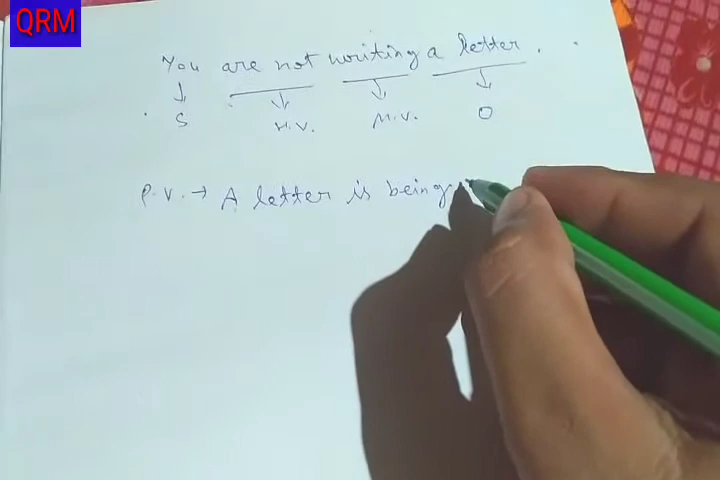 QRM
You are not writing a letter.
S H.V. M.V. O
P.V. → A letter is being